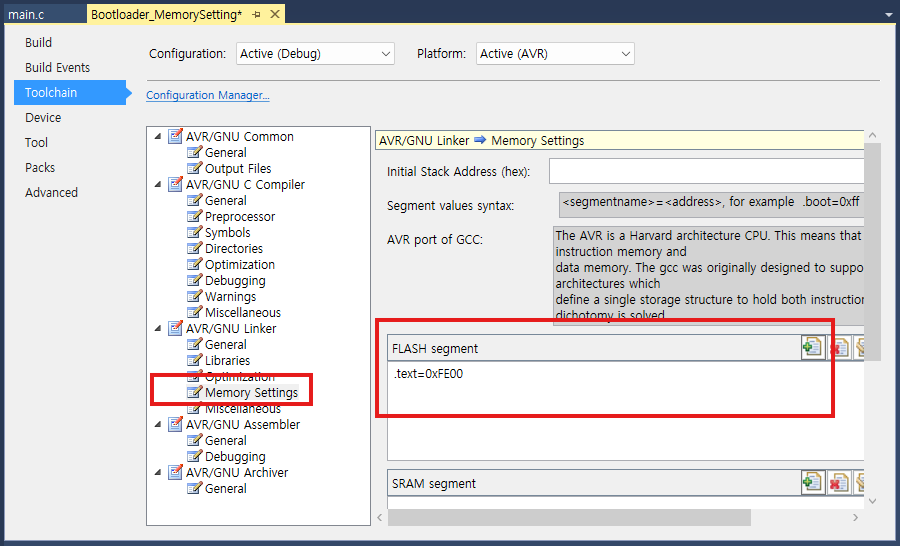 main.c
Bootloader_MemorySetting*
Build
Build Events
Toolchain
Device
Tool
Packs
Advanced
Configuration:
Active (Debug)
Platform:
Active (AVR)
Configuration Manager...
AVR/GNU Common
General
Output Files
AVR/GNU C Compiler
General
Preprocessor
Symbols
Directories
Optimization
Debugging
Warnings
Miscellaneous
AVR/GNU Linker
General
Libraries
Optimization
Memory Settings
Miscellaneous
AVR/GNU Assembler
General
Debugging
AVR/GNU Archiver
General
AVR/GNU Linker
Memory Settings
Initial Stack Address (hex):
Segment values syntax:
<segmentname>=<address>, for example  .boot=0xff
AVR port of GCC:
The AVR is a Harvard architecture CPU. This means that
instruction memory and
data memory. The gcc was originally designed to suppo
architectures which
define a single storage structure to hold both instruction
dichotomy is solved
FLASH segment
.text=0xFE00
SRAM segment